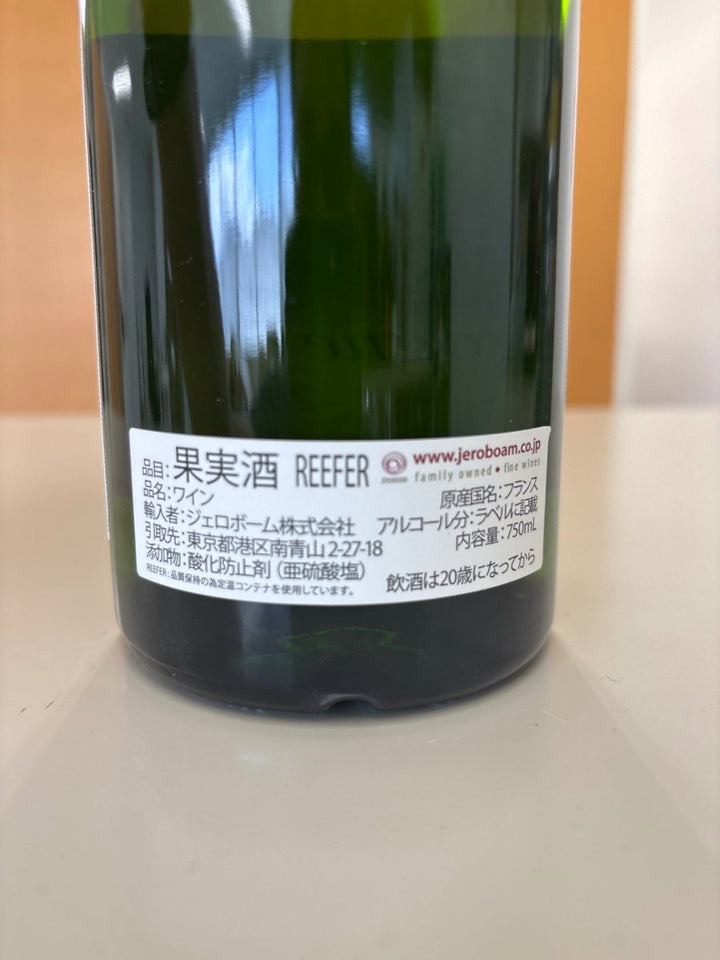 品目:果実酒 REEFER
www.jeroboam.co.jp
family owned • fine wines
品名:ワイン
原産国名:フランス
輸入者:ジェロボーム株式会社
アルコール分:ラベルに記載
引取先:東京都港区南青山 2-27-18
内容量:750mL
添加物:酸化防止剤(亜硫酸塩)
飲酒は20歳になってから
REEFER:品質保持の為定温コンテナを使用しています。